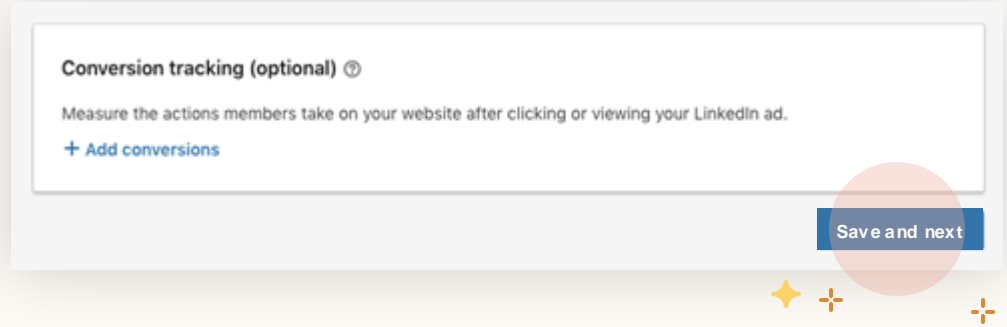 Conversion tracking (optional)
Measure the actions members take on your website after clicking or viewing your LinkedIn ad.
+ Add conversions
Save and next